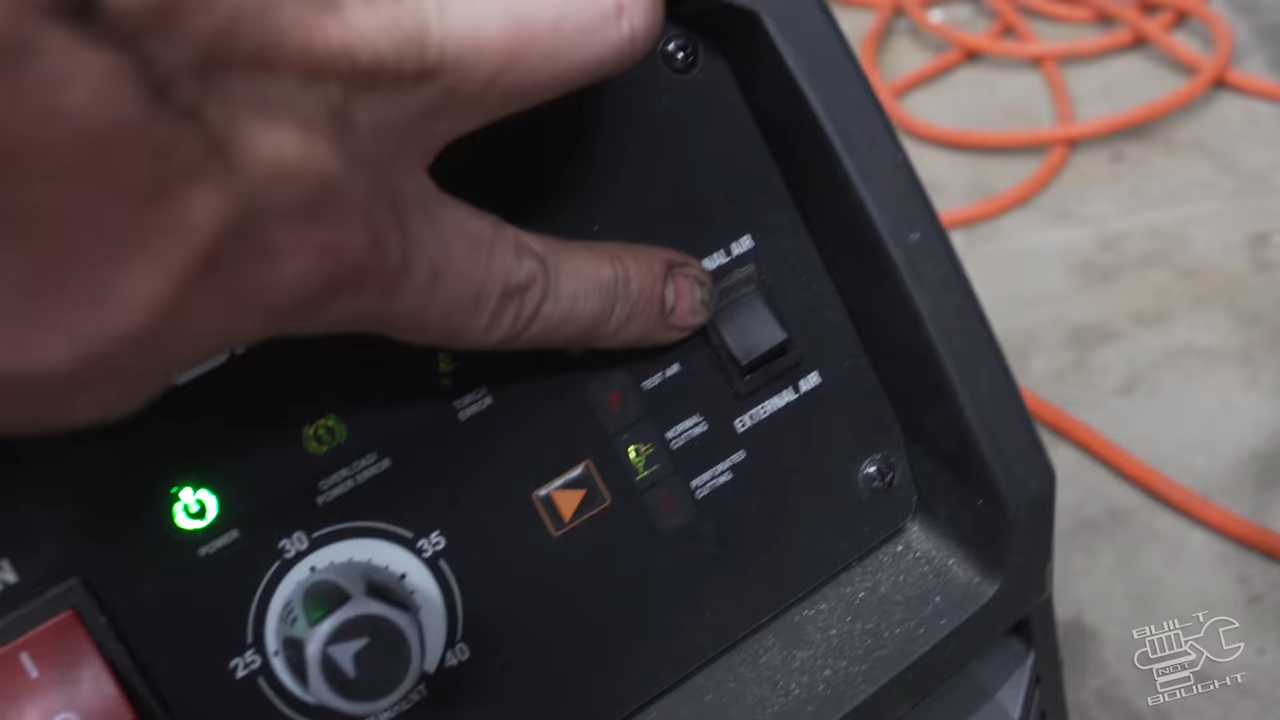 NAL AIR
EXTERNAL AIR
TEST AIR
NORMAL
CUTTING
PERFORATED
CUTTING
ERROR
OVERLOAD/
POWER ERROR
POWER
30
35
25
40
N
BUILT
NOT
BOUGHT